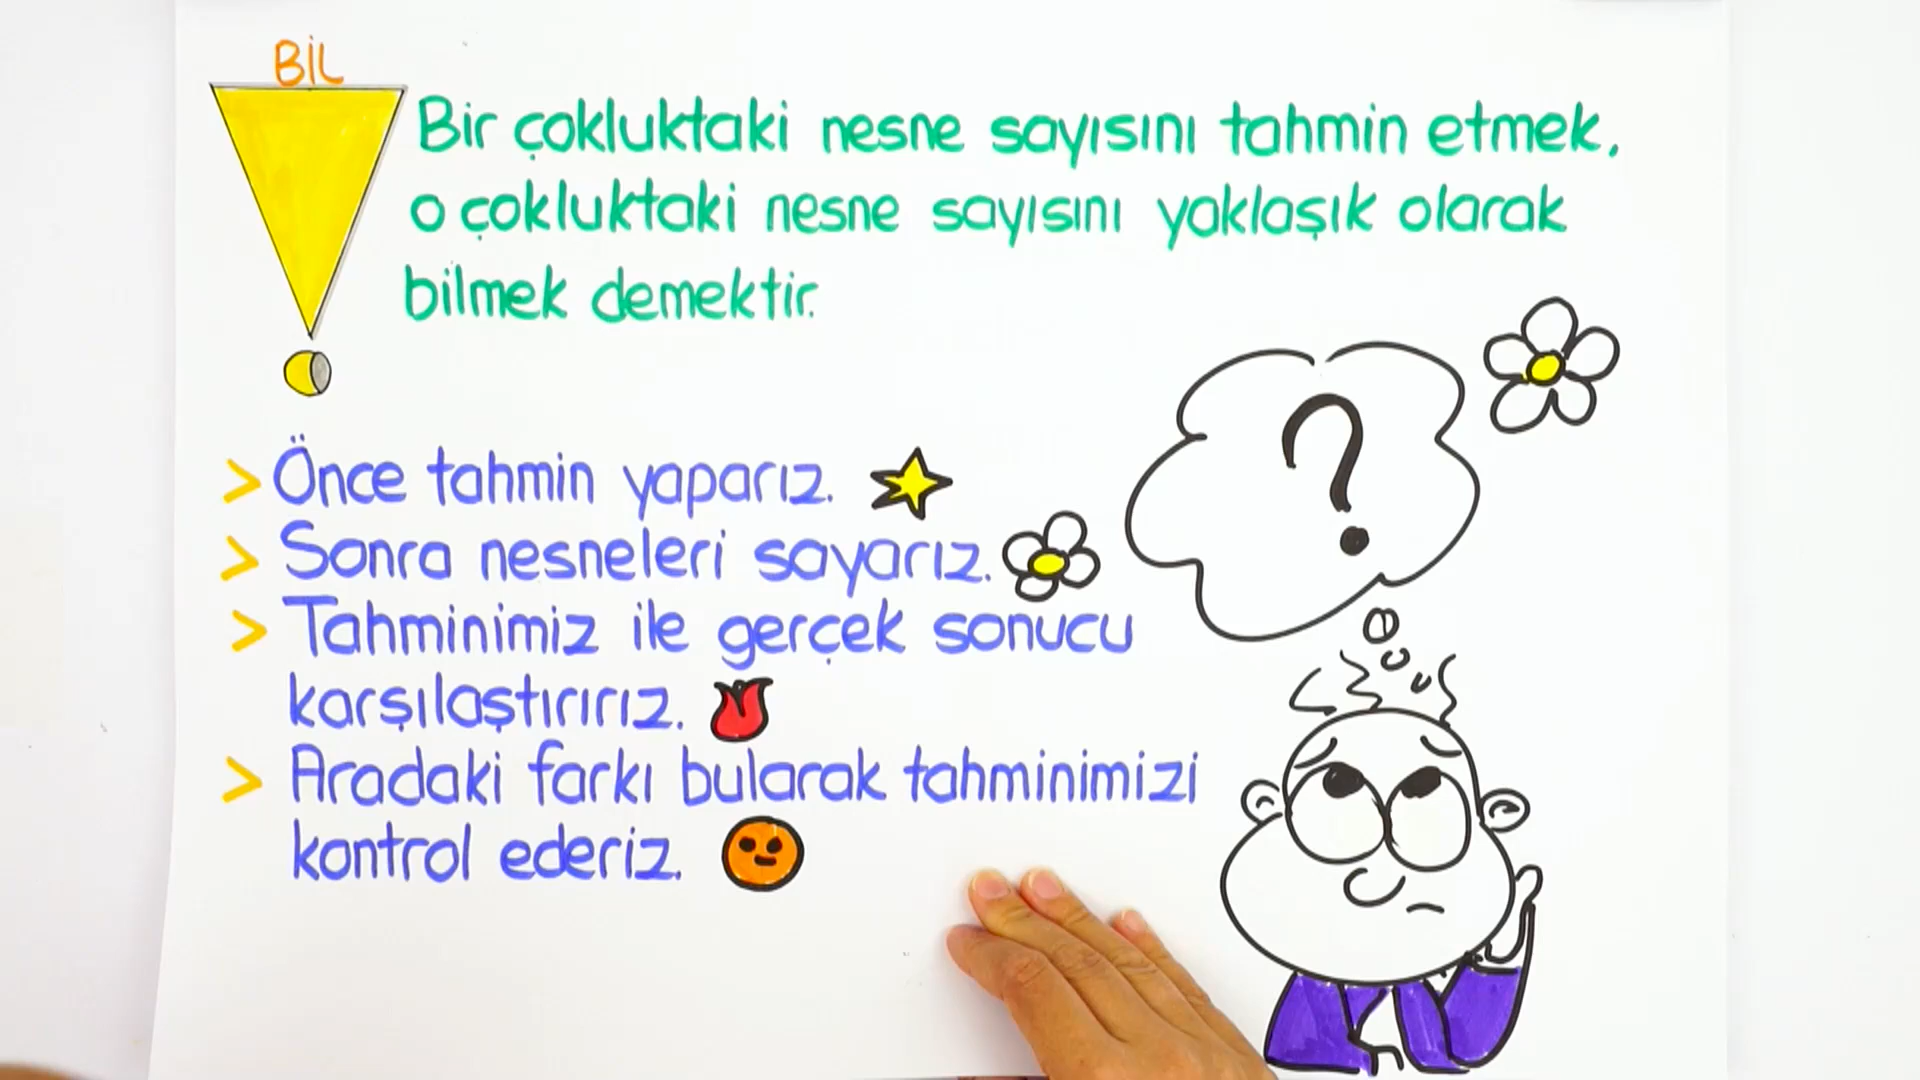 BİL
Bir çokluktaki nesne sayısını tahmin etmek,
o çokluktaki nesne sayısını yaklaşık olarak
bilmek demektir.
?
> Önce tahmin yaparız.
> Sonra nesneleri sayarız.
> Tahminimiz ile gerçek sonucu
karşılaştırırız.
> Aradaki farkı bularak tahminimizi
kontrol ederiz.